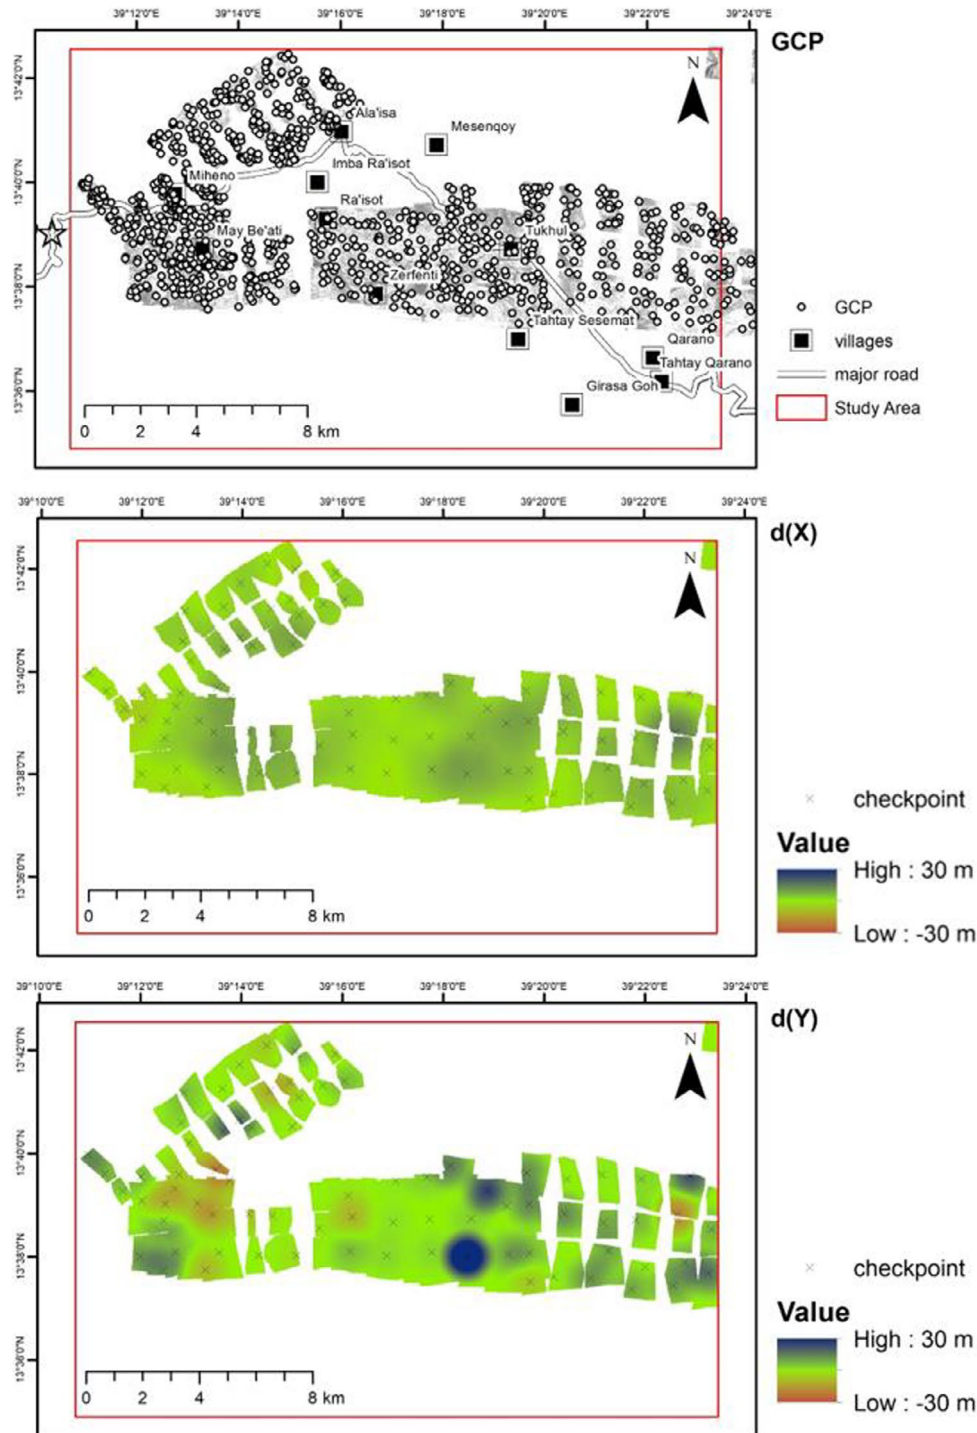 39°12'0"E 39°14'0"E 39°16'0"E 39°18'0"E 39°20'0"E 39°22'0"E 39°24'0"E
GCP
13°42'0"N
N
Ala'isa
Mesenqoy
Imba Ra'isot
Miheno
13°40'0"N
Ra'isot
May Be'ati
Tukhul
Zerfenti
13°38'0"N
Tahtay Sesemat
Qarano
Tahtay Qarano
Girasa Goh
13°36'0"N
0 2 4 8 km
GCP
villages
major road
Study Area
39°10'0"E 39°12'0"E 39°14'0"E 39°16'0"E 39°18'0"E 39°20'0"E 39°22'0"E 39°24'0"E
d(X)
13°42'0"N
N
13°40'0"N
13°38'0"N
13°36'0"N
0 2 4 8 km
checkpoint
Value
High : 30 m
Low : -30 m
39°10'0"E 39°12'0"E 39°14'0"E 39°16'0"E 39°18'0"E 39°20'0"E 39°22'0"E 39°24'0"E
d(Y)
13°42'0"N
N
13°40'0"N
13°38'0"N
13°36'0"N
0 2 4 8 km
checkpoint
Value
High : 30 m
Low : -30 m